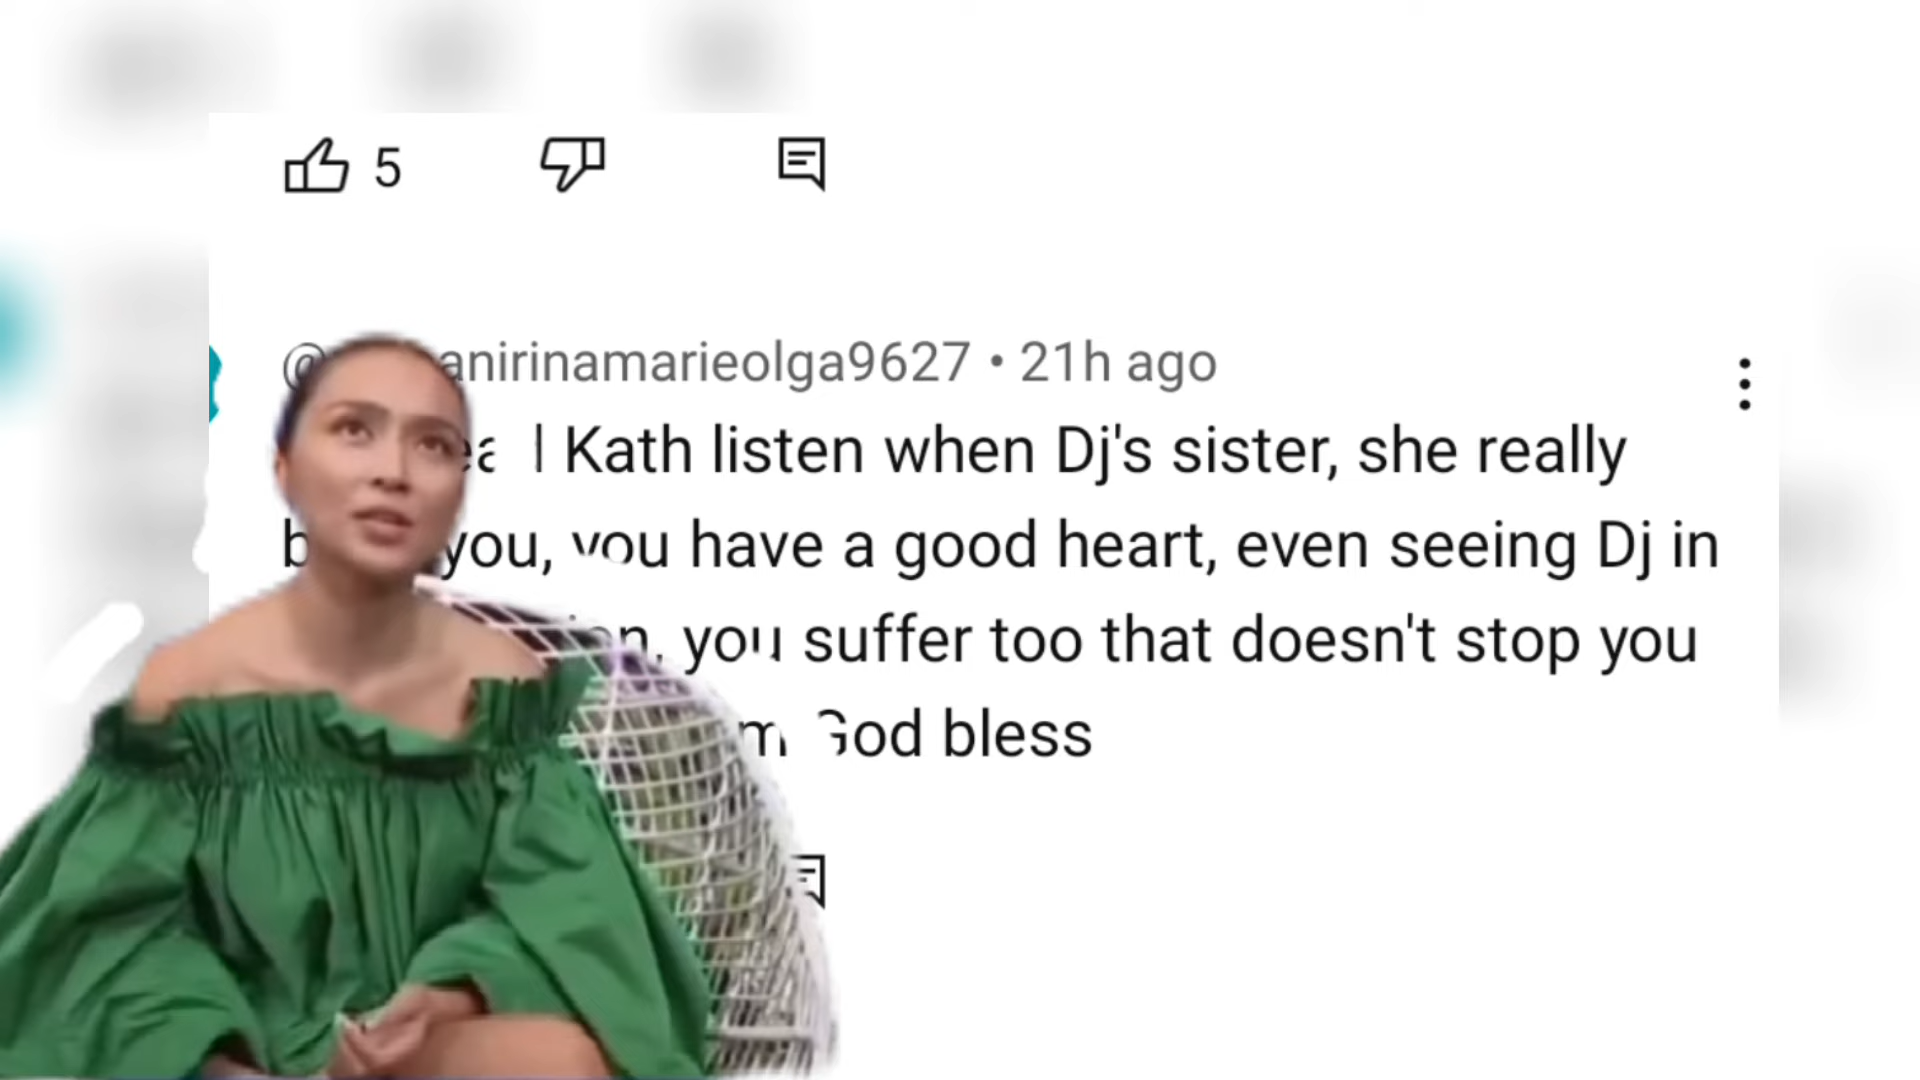 5
anirinamarieolga9627 • 21h ago
Kath listen when Dj's sister, she really
you, you have a good heart, even seeing Dj in
you suffer too that doesn't stop you
God bless